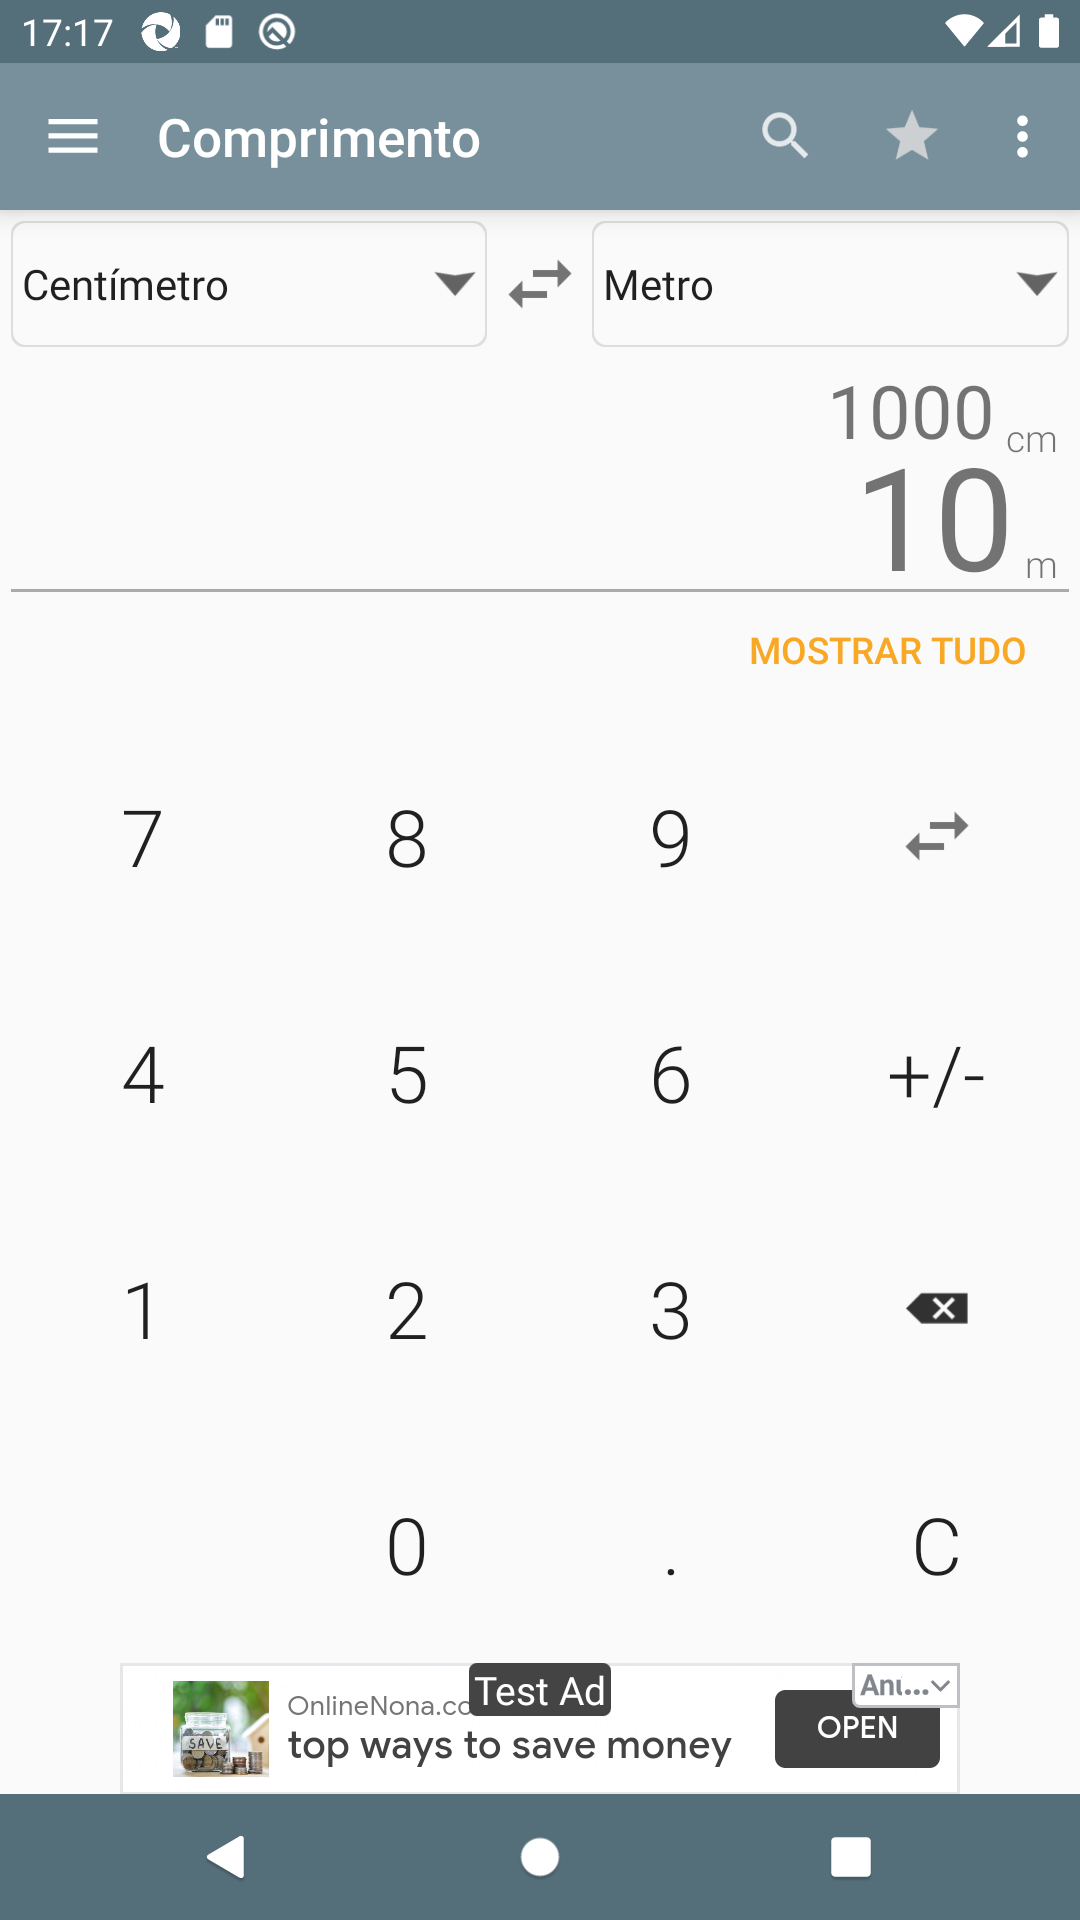 17:17
Comprimento
Centímetro
Metro
1000 cm
10 m
MOSTRAR TUDO
7 8 9
4 5 6 +/-
1 2 3
0 . C
Test Ad
OnlineNona.co
top ways to save money
OPEN
SAVE